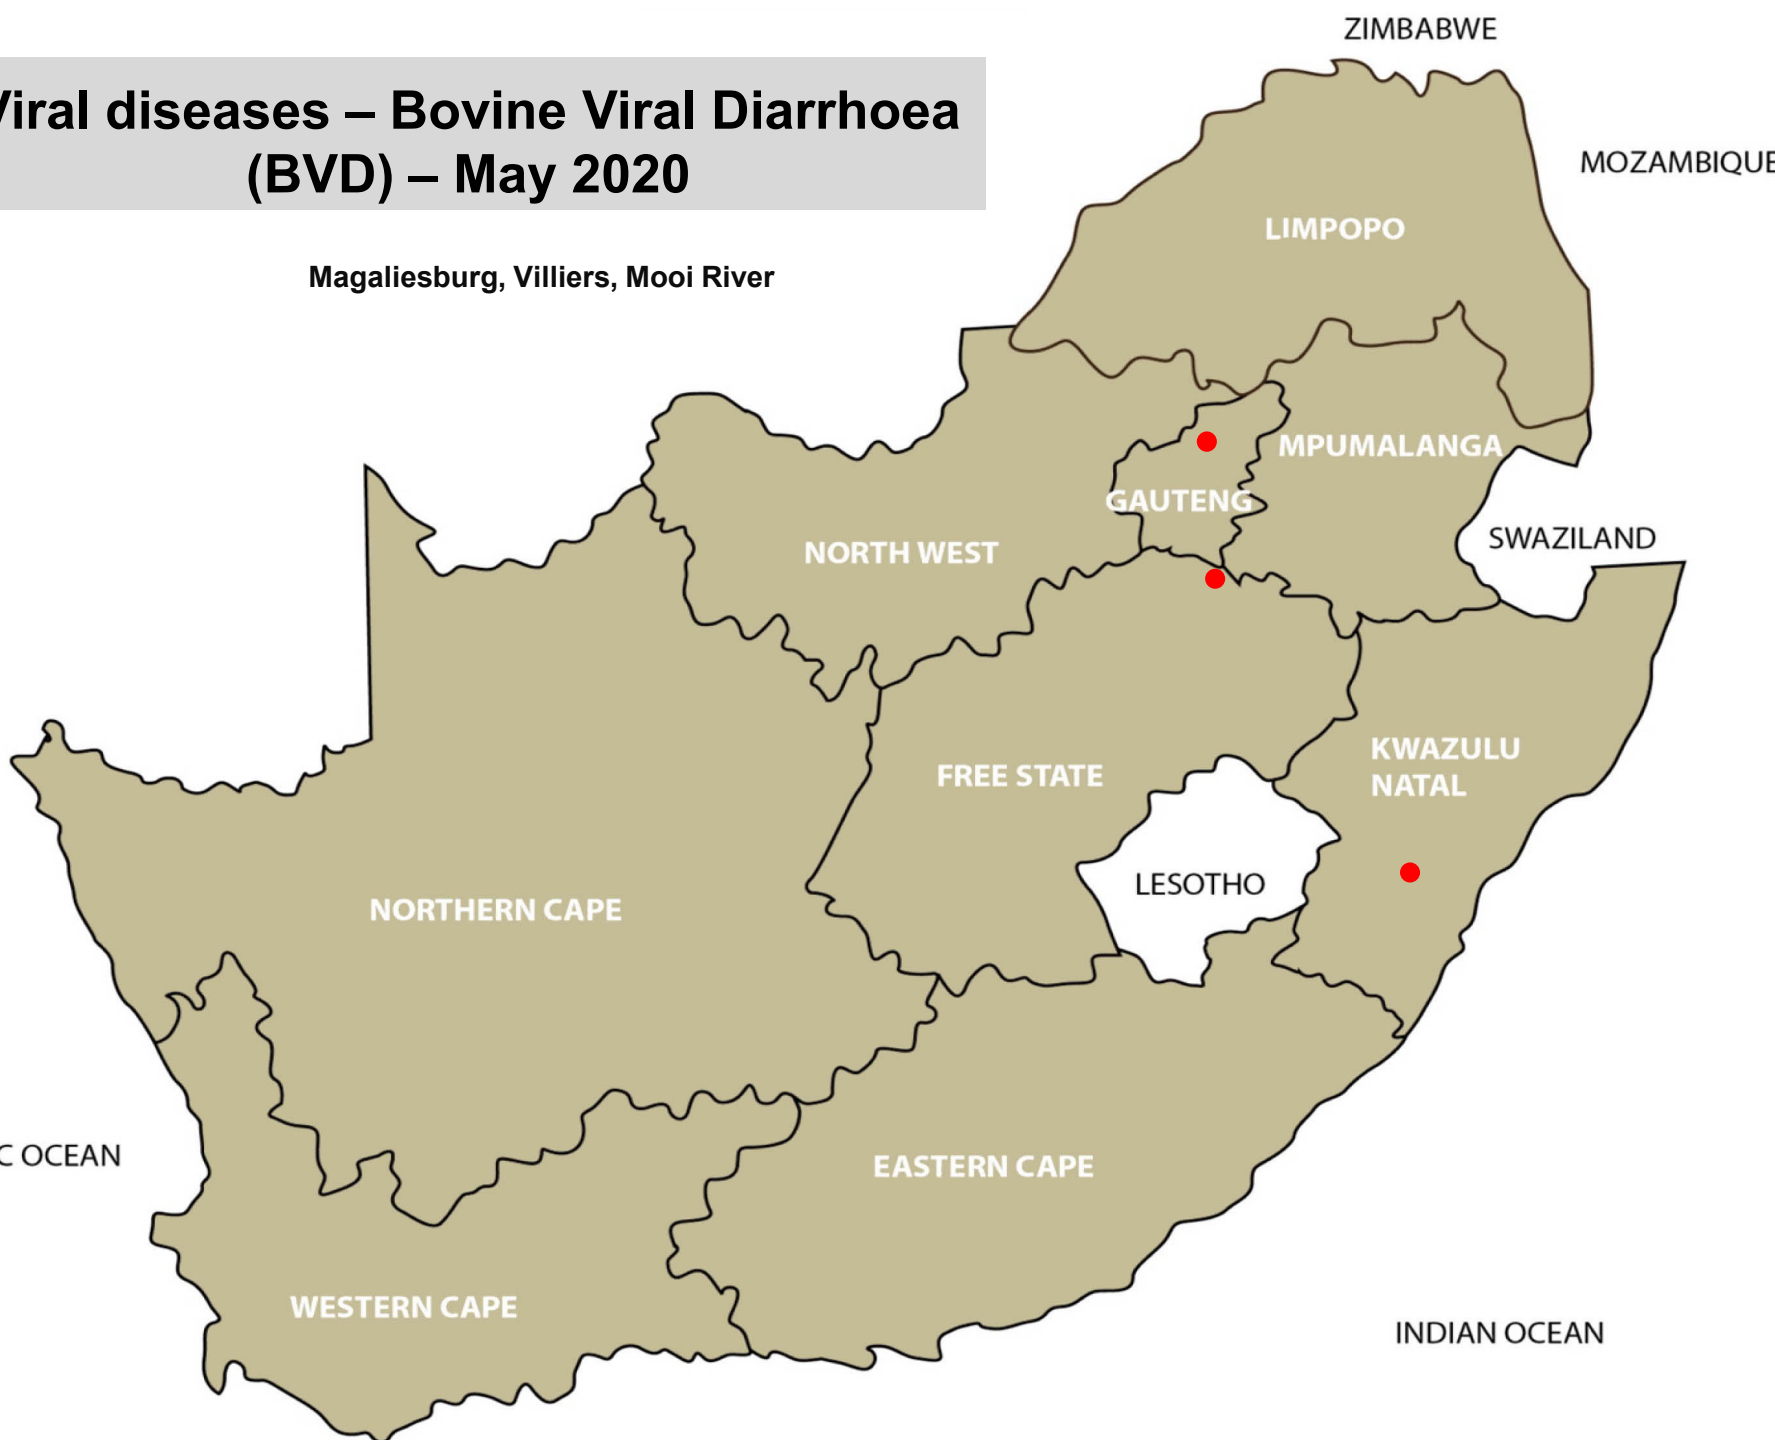 Viral diseases – Bovine Viral Diarrhoea
(BVD) – May 2020
Magaliesburg, Villiers, Mooi River
ZIMBABWE
MOZAMBIQUE
LIMPOPO
MPUMALANGA
GAUTENG
SWAZILAND
NORTH WEST
KWAZULU
NATAL
FREE STATE
LESOTHO
NORTHERN CAPE
C OCEAN
EASTERN CAPE
WESTERN CAPE
INDIAN OCEAN